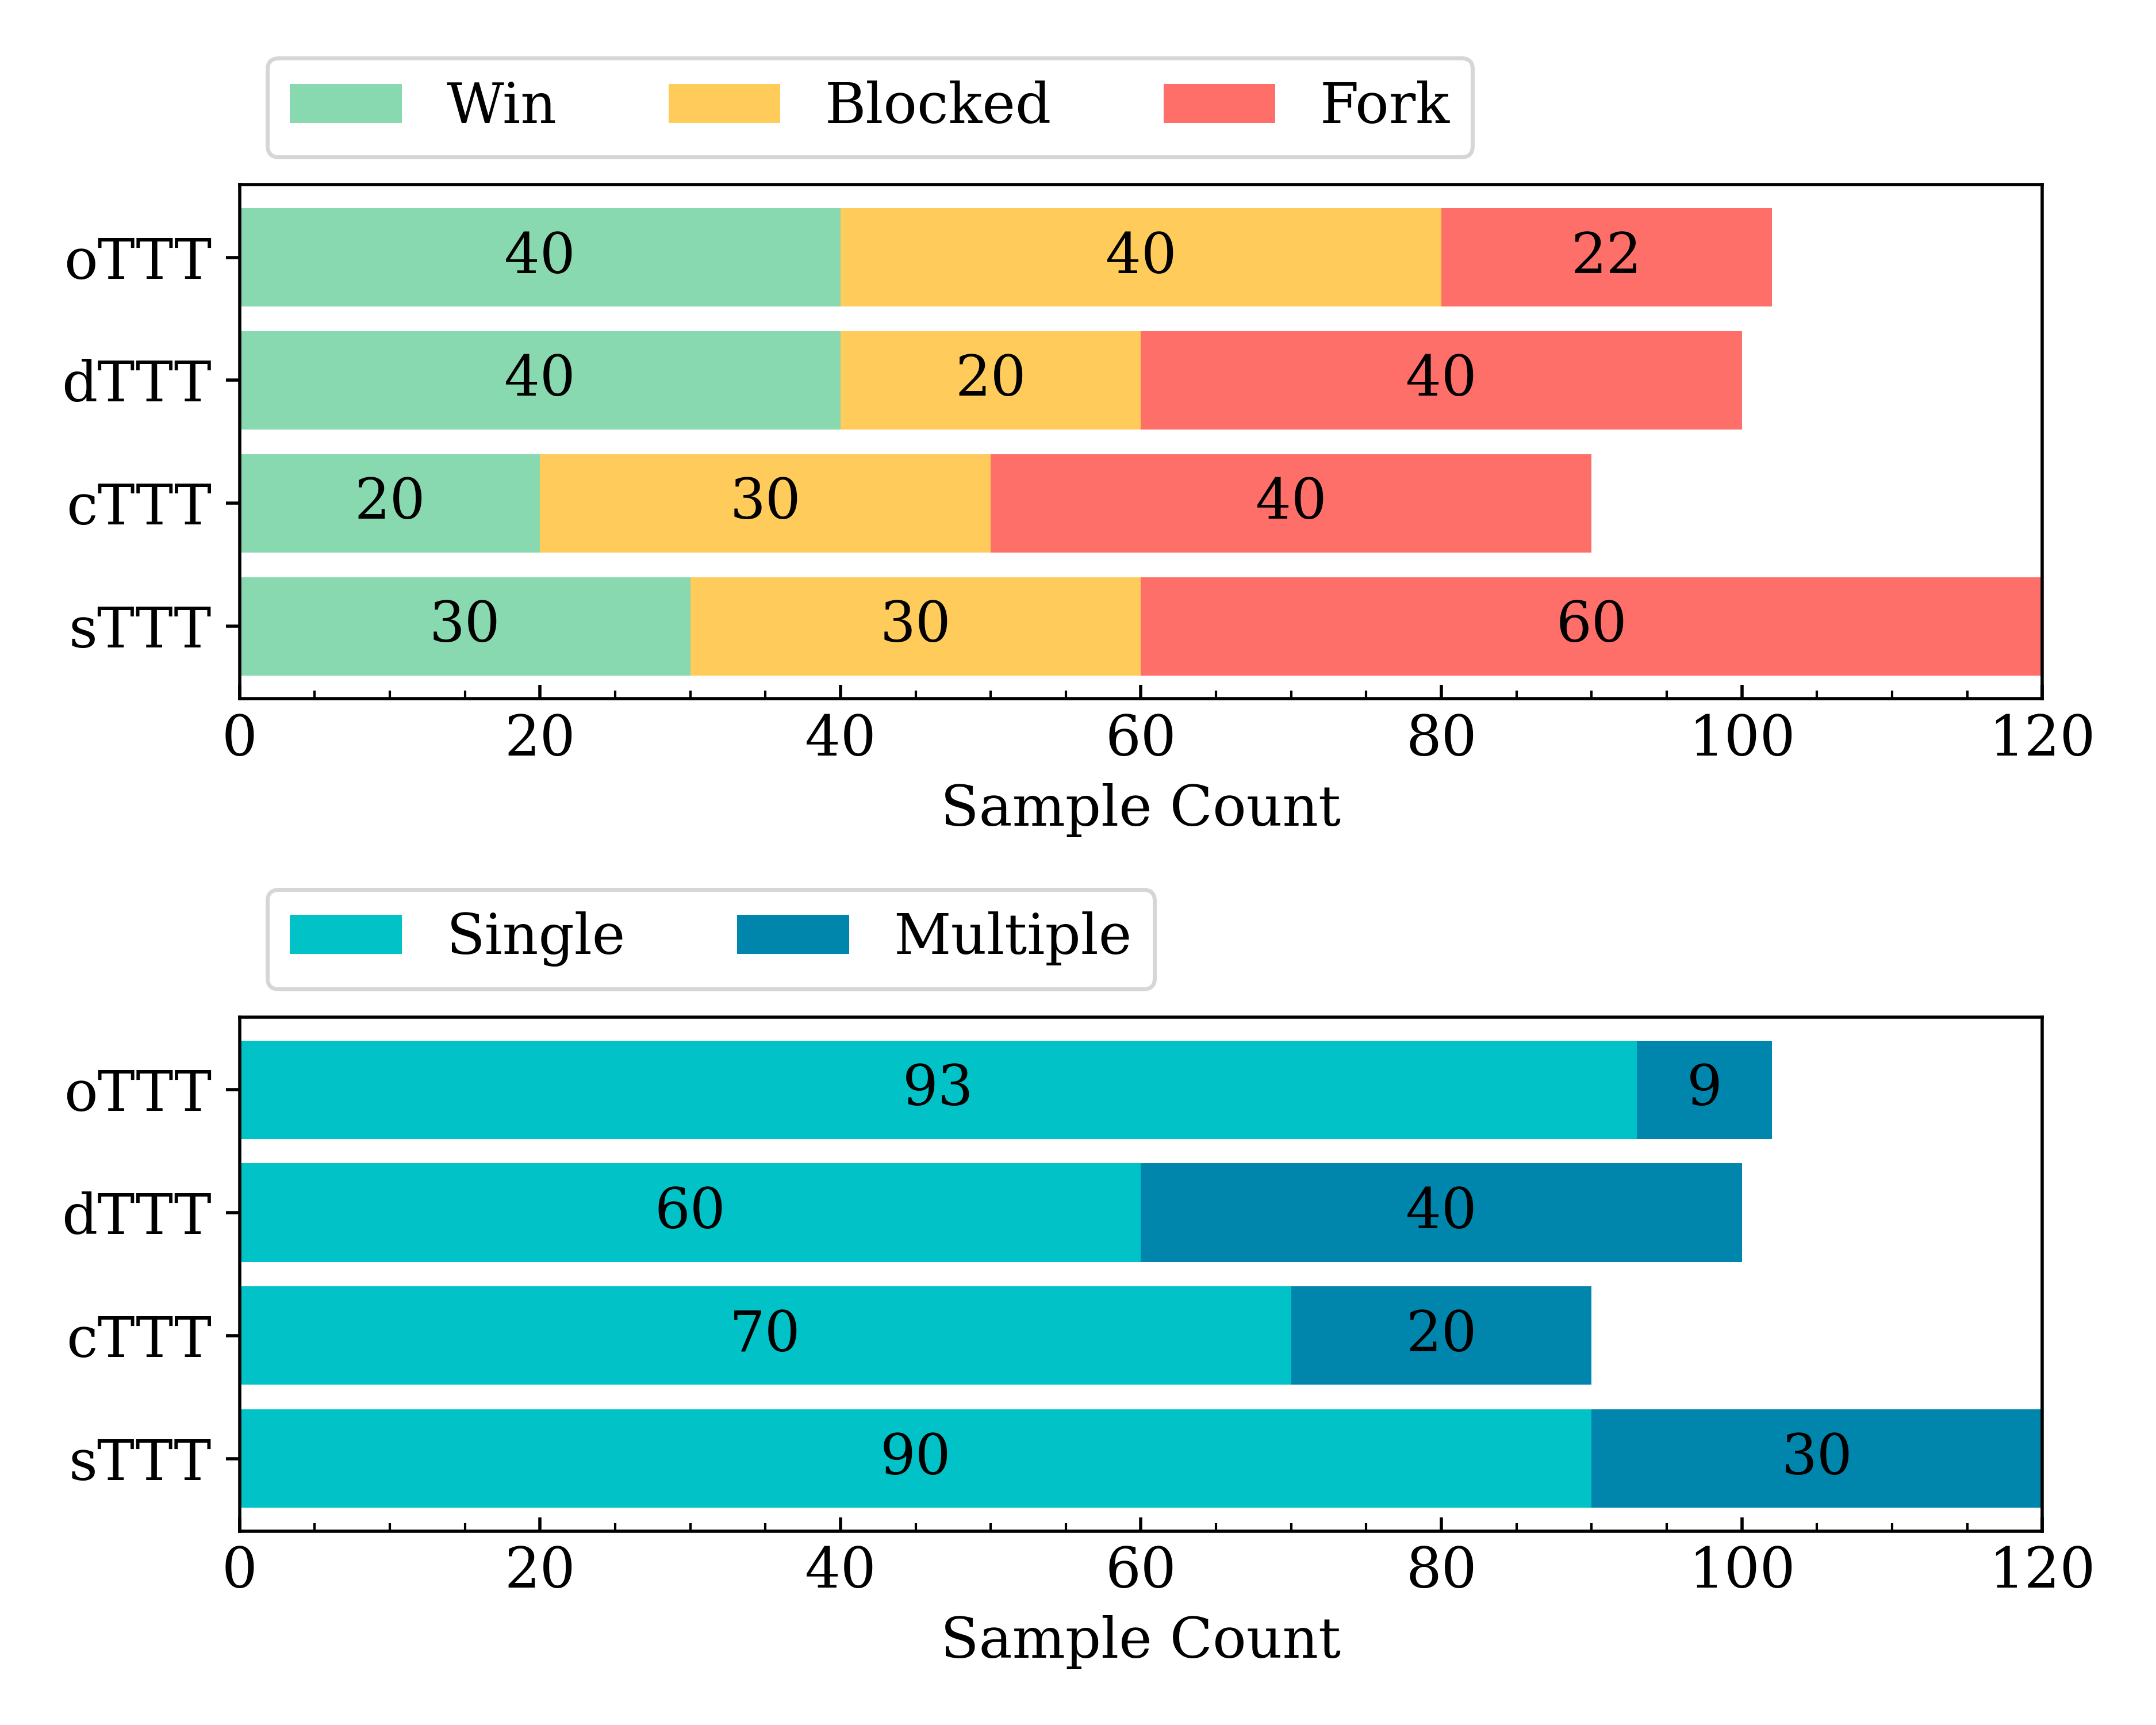 Win Blocked Fork
oTTT 40 40 22
dTTT 40 20 40
cTTT 20 30 40
sTTT 30 30 60
0 20 40 60 80 100 120
Sample Count
Single Multiple
oTTT 93 9
dTTT 60 40
cTTT 70 20
sTTT 90 30
0 20 40 60 80 100 120
Sample Count